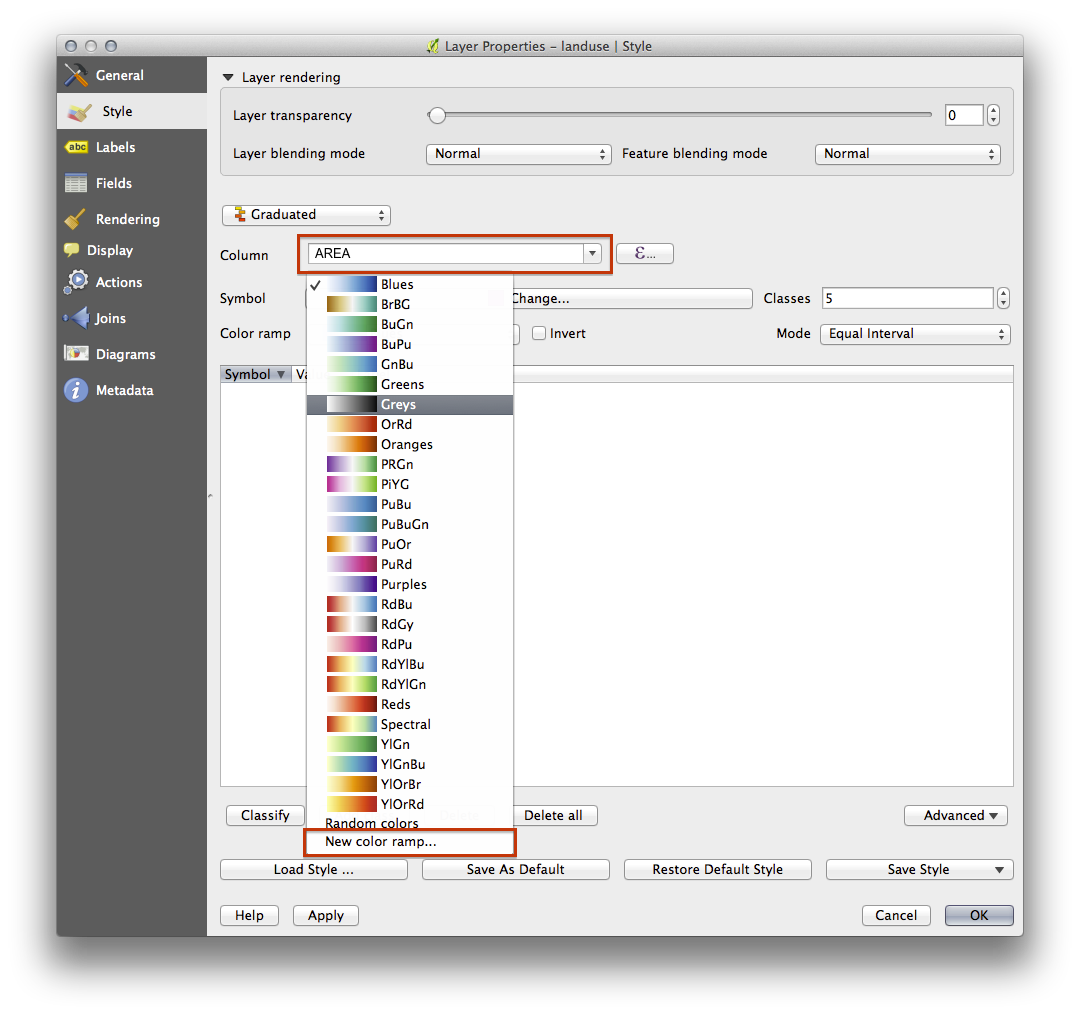 Layer Properties – landuse | Style
General
Style
abc Labels
Fields
Rendering
Display
Actions
Joins
Diagrams
i Metadata
Layer rendering
Layer transparency 0
Layer blending mode Normal Feature blending mode Normal
Graduated
Column AREA ε...
Symbol Change... Classes 5
Color ramp Invert Mode Equal Interval
Symbol
✓ Blues
BrBG
BuGn
BuPu
GnBu
Greens
Greys
OrRd
Oranges
PRGn
PiYG
PuBu
PuBuGn
PuOr
PuRd
Purples
RdBu
RdGy
RdPu
RdYlBu
RdYlGn
Reds
Spectral
YlGn
YlGnBu
YlOrBr
YlOrRd
Random colors
New color ramp...
Classify Delete all Advanced
Load Style ... Save As Default Restore Default Style Save Style
Help Apply Cancel OK